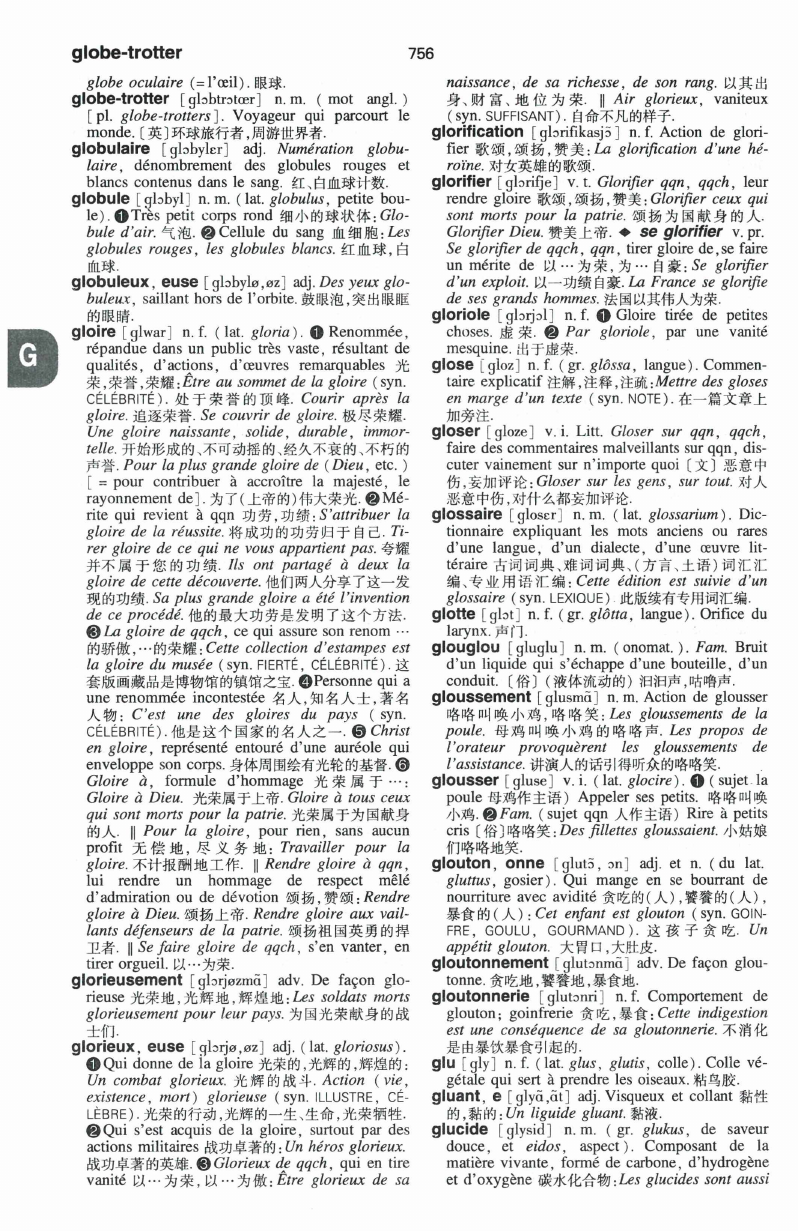 globe-trotter
756
globe oculaire (=l'œil). 眼球.
globe-trotter [glɔbtrɔtœr] n. m. ( mot angl. )
[ pl. globe-trotters ]. Voyageur qui parcourt le
monde.〔英〕环球旅行者,周游世界者.
globulaire [glɔbylɛr] adj. Numération globu-
laire, dénombrement des globules rouges et
blancs contenus dans le sang. 红、白血球计数.
globule [glɔbyl] n. m. ( lat. globulus, petite bou-
le). ❶Très petit corps rond 细小的球状体: Glo-
bule d'air. 气泡. ❷Cellule du sang 血细胞: Les
globules rouges, les globules blancs. 红血球,白
血球.
globuleux, euse [glɔbylø,øz] adj. Des yeux glo-
buleux, saillant hors de l'orbite. 鼓眼泡,突出眼眶
的眼睛.
G
gloire [glwar] n. f. ( lat. gloria). ❶ Renommée,
répandue dans un public très vaste, résultant de
qualités, d'actions, d'œuvres remarquables 光
荣,荣誉,荣耀: Être au sommet de la gloire (syn.
CÉLÉBRITÉ). 处于荣誉的顶峰. Courir après la
gloire. 追逐荣誉. Se couvrir de gloire. 极尽荣耀.
Une gloire naissante, solide, durable, immor-
telle. 开始形成的、不可动摇的、经久不衰的、不朽的
声誉. Pour la plus grande gloire de (Dieu, etc.)
[ = pour contribuer à accroître la majesté, le
rayonnement de]. 为了(上帝的)伟大荣光. ❷Mé-
rite qui revient à qqn 功劳,功绩: S'attribuer la
gloire de la réussite. 将成功的功劳归于自己. Ti-
rer gloire de ce qui ne vous appartient pas. 夸耀
并不属于您的功绩. Ils ont partagé à deux la
gloire de cette découverte. 他们两人分享了这一发
现的功绩. Sa plus grande gloire a été l'invention
de ce procédé. 他的最大功劳是发明了这个方法.
❸ La gloire de qqch, ce qui assure son renom …
的骄傲,…的荣耀: Cette collection d'estampes est
la gloire du musée (syn. FIERTÉ, CÉLÉBRITÉ). 这
套版画藏品是博物馆的镇馆之宝. ❹Personne qui a
une renommée incontestée 名人,知名人士,著名
人物: C'est une des gloires du pays ( syn.
CÉLÉBRITÉ). 他是这个国家的名人之一. ❺ Christ
en gloire, représenté entouré d'une auréole qui
enveloppe son corps. 身体周围绘有光轮的基督. ❻
Gloire à, formule d'hommage 光荣属于…:
Gloire à Dieu. 光荣属于上帝. Gloire à tous ceux
qui sont morts pour la patrie. 光荣属于为国献身
的人. ‖ Pour la gloire, pour rien, sans aucun
profit 无偿地, 尽义务地: Travailler pour la
gloire. 不计报酬地工作. ‖ Rendre gloire à qqn,
lui rendre un hommage de respect mêlé
d'admiration ou de dévotion 颂扬,赞颂: Rendre
gloire à Dieu. 颂扬上帝. Rendre gloire aux vail-
lants défenseurs de la patrie. 颂扬祖国英勇的捍
卫者. ‖ Se faire gloire de qqch, s'en vanter, en
tirer orgueil. 以…为荣.
glorieusement [glɔrjøzmɑ̃] adv. De façon glo-
rieuse 光荣地,光辉地,辉煌地: Les soldats morts
glorieusement pour leur pays. 为国光荣献身的战
士们.
glorieux, euse [glɔrjø,øz] adj. ( lat. gloriosus).
❶Qui donne de la gloire 光荣的,光辉的,辉煌的:
Un combat glorieux. 光辉的战斗. Action (vie,
existence, mort) glorieuse ( syn. ILLUSTRE, CÉ-
LÈBRE). 光荣的行动,光辉的一生、生命,光荣牺牲.
❷Qui s'est acquis de la gloire, surtout par des
actions militaires 战功卓著的: Un héros glorieux.
战功卓著的英雄. ❸Glorieux de qqch, qui en tire
vanité 以…为荣,以…为傲: Être glorieux de sa
naissance, de sa richesse, de son rang. 以其出
身、财富、地位为荣. ‖ Air glorieux, vaniteux
( syn. SUFFISANT). 自命不凡的样子.
glorification [glɔrifikasjɔ̃] n. f. Action de glori-
fier 歌颂,颂扬,赞美: La glorification d'une hé-
roïne. 对女英雄的歌颂.
glorifier [glɔrifje] v. t. Glorifier qqn, qqch, leur
rendre gloire 歌颂,颂扬,赞美: Glorifier ceux qui
sont morts pour la patrie. 颂扬为国献身的人.
Glorifier Dieu. 赞美上帝. ◆ se glorifier v. pr.
Se glorifier de qqch, qqn, tirer gloire de,se faire
un mérite de 以…为荣,为…自豪: Se glorifier
d'un exploit. 以一功绩自豪. La France se glorifie
de ses grands hommes. 法国以其伟人为荣.
gloriole [glɔrjɔl] n. f. ❶ Gloire tirée de petites
choses. 虚荣. ❷ Par gloriole, par une vanité
mesquine. 出于虚荣.
glose [gloz] n. f. ( gr. glôssa, langue). Commen-
taire explicatif 注解,注释,注疏: Mettre des gloses
en marge d'un texte ( syn. NOTE). 在一篇文章上
加旁注.
gloser [gloze] v. i. Litt. Gloser sur qqn, qqch,
faire des commentaires malveillants sur qqn, dis-
cuter vainement sur n'importe quoi〔文〕恶意中
伤,妄加评论: Gloser sur les gens, sur tout. 对人
恶意中伤,对什么都妄加评论.
glossaire [glosɛr] n. m. ( lat. glossarium). Dic-
tionnaire expliquant les mots anciens ou rares
d'une langue, d'un dialecte, d'une œuvre lit-
téraire 古词词典、难词词典、(方言、土语)词汇汇
编、专业用语汇编: Cette édition est suivie d'un
glossaire ( syn. LEXIQUE). 此版续有专用词汇编.
glotte [glɔt] n. f. ( gr. glôtta, langue). Orifice du
larynx. 声门.
glouglou [gluglu] n. m. ( onomat. ). Fam. Bruit
d'un liquide qui s'échappe d'une bouteille, d'un
conduit.〔俗〕(液体流动的)汩汩声,咕噜声.
gloussement [glusmɑ̃] n. m. Action de glousser
咯咯叫唤小鸡,咯咯笑: Les gloussements de la
poule. 母鸡叫唤小鸡的咯咯声. Les propos de
l'orateur provoquèrent les gloussements de
l'assistance. 讲演人的话引得听众的咯咯笑.
glousser [gluse] v. i. ( lat. glocire). ❶ ( sujet la
poule 母鸡作主语) Appeler ses petits. 咯咯叫唤
小鸡. ❷Fam. (sujet qqn 人作主语) Rire à petits
cris〔俗〕咯咯笑: Des fillettes gloussaient. 小姑娘
们咯咯地笑.
glouton, onne [glutɔ̃, ɔn] adj. et n. ( du lat.
gluttus, gosier). Qui mange en se bourrant de
nourriture avec avidité 贪吃的(人),饕餮的(人),
暴食的(人): Cet enfant est glouton ( syn. GOIN-
FRE, GOULU, GOURMAND). 这孩子贪吃. Un
appétit glouton. 大胃口,大肚皮.
gloutonnement [glutɔnmɑ̃] adv. De façon glou-
tonne. 贪吃地,饕餮地,暴食地.
gloutonnerie [glutɔnri] n. f. Comportement de
glouton; goinfrerie 贪吃,暴食: Cette indigestion
est une conséquence de sa gloutonnerie. 不消化
是由暴饮暴食引起的.
glu [gly] n. f. ( lat. glus, glutis, colle). Colle vé-
gétale qui sert à prendre les oiseaux. 粘鸟胶.
gluant, e [glyɑ̃,ɑ̃t] adj. Visqueux et collant 黏性
的,黏的: Un liguide gluant. 黏液.
glucide [glysid] n. m. ( gr. glukus, de saveur
douce, et eidos, aspect). Composant de la
matière vivante, formé de carbone, d'hydrogène
et d'oxygène 碳水化合物: Les glucides sont aussi